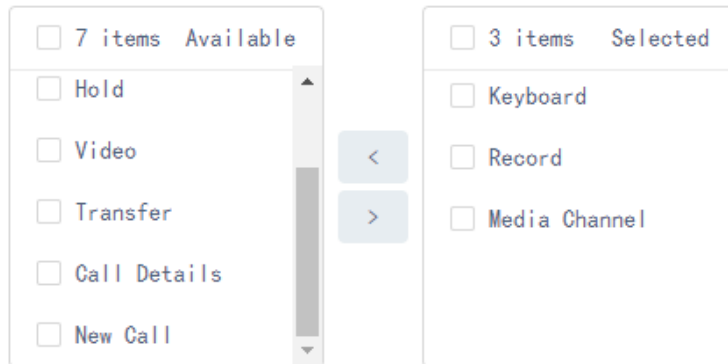 7 items Available
Hold
Video
Transfer
Call Details
New Call
<
>
3 items Selected
Keyboard
Record
Media Channel